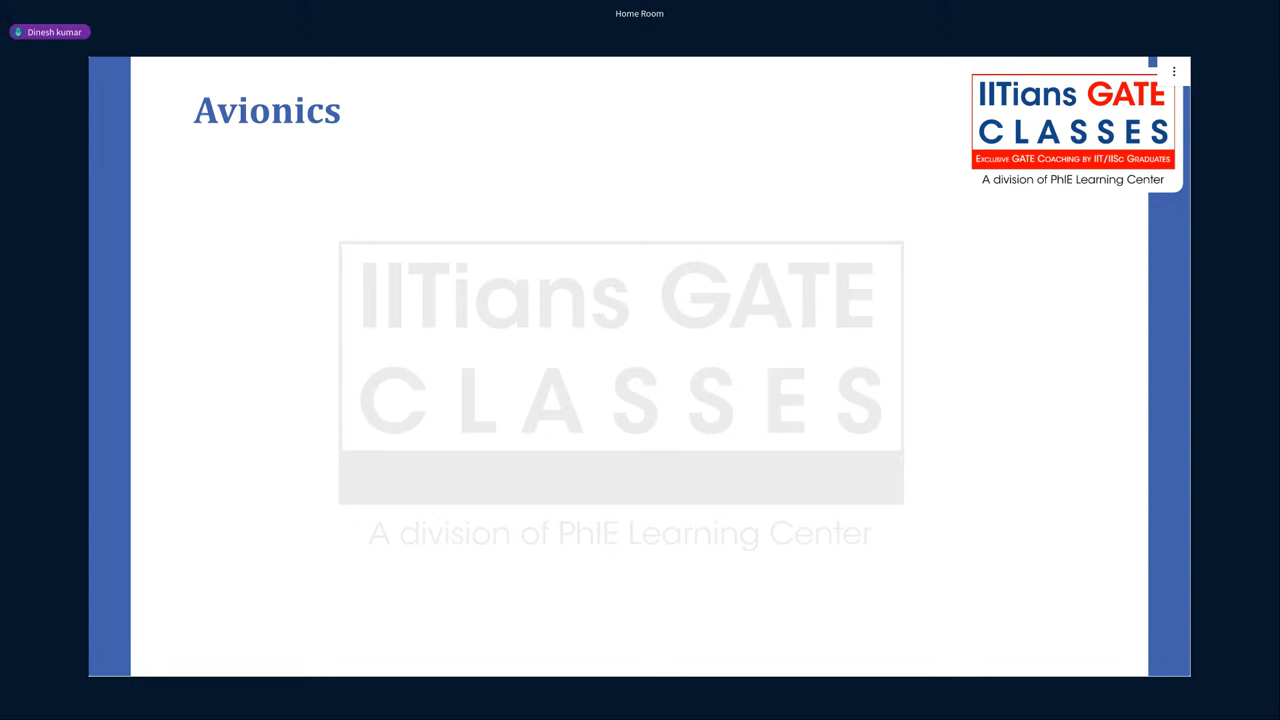 Home Room
Dinesh kumar
Avionics
IITians GATE
CLASSES
Exclusive GATE Coaching by IIT/IISc Graduates
A division of PhIE Learning Center
IITians GATE
CLASSES
A division of PhIE Learning Center